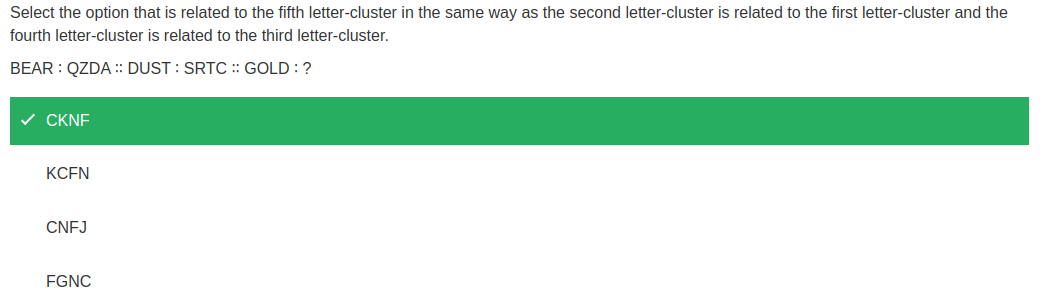 Select the option that is related to the fifth letter-cluster in the same way as the second letter-cluster is related to the first letter-cluster and the
fourth letter-cluster is related to the third letter-cluster.
BEAR : QZDA :: DUST : SRTC :: GOLD : ?
CKNF
KCFN
CNFJ
FGNC